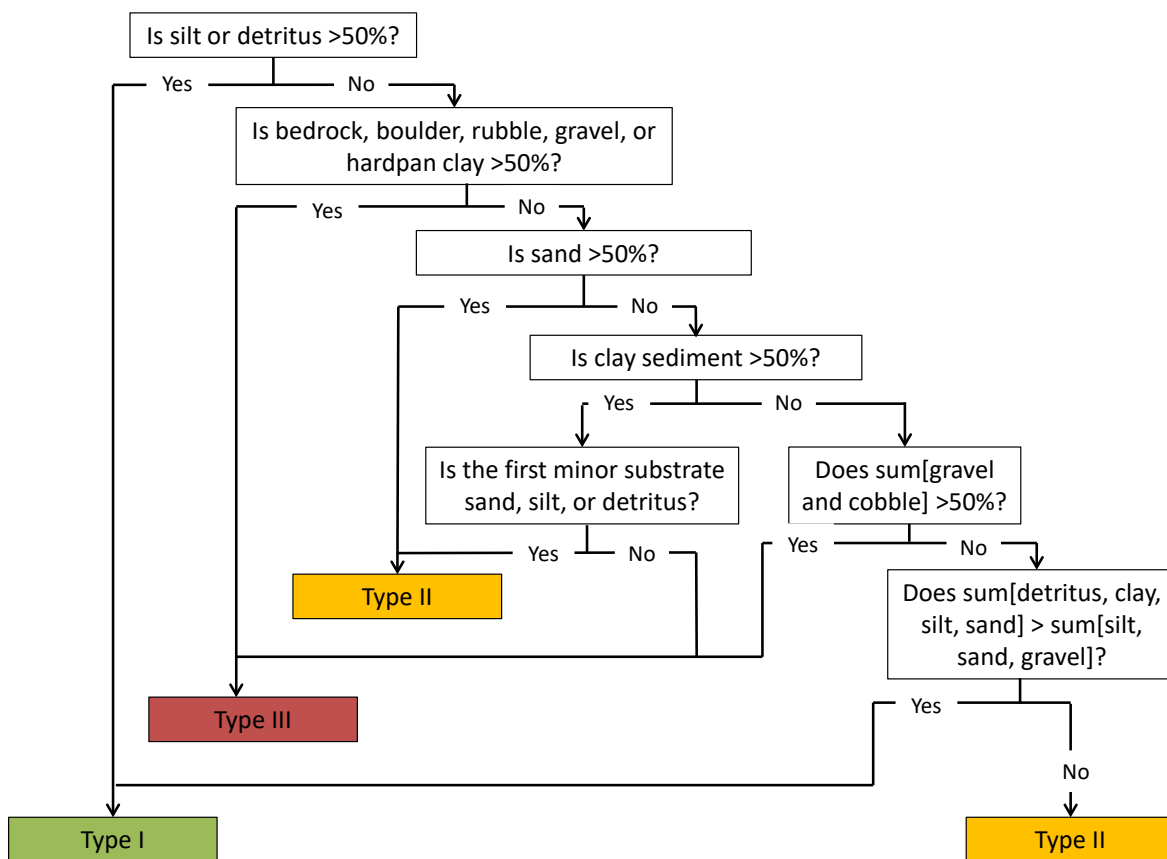 Is silt or detritus >50%?
Yes
No
Is bedrock, boulder, rubble, gravel, or
hardpan clay >50%?
Yes
No
Is sand >50%?
Yes
No
Is clay sediment >50%?
Yes
No
Is the first minor substrate
sand, silt, or detritus?
Does sum[gravel
and cobble] >50%?
Yes
No
Yes
No
Type II
Does sum[detritus, clay,
silt, sand] > sum[silt,
sand, gravel]?
Type III
Yes
No
Type I
Type II